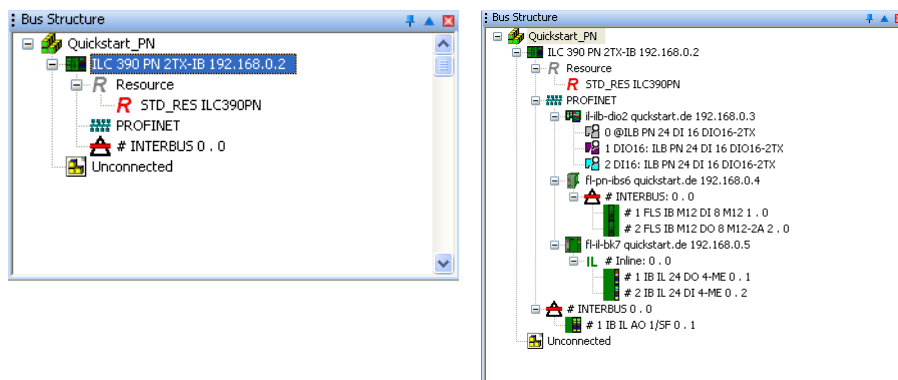 Bus Structure
Quickstart_PN
ILC 390 PN 2TX-IB 192.168.0.2
Resource
STD_RES ILC390PN
PROFINET
# INTERBUS 0 . 0
Unconnected
Bus Structure
Quickstart_PN
ILC 390 PN 2TX-IB 192.168.0.2
Resource
STD_RES ILC390PN
PROFINET
il-ilb-dio2 quckstart.de 192.168.0.3
0 @ILB PN 24 DI 16 DIO16-2TX
1 DIO16: ILB PN 24 DI 16 DIO16-2TX
2 DI16: ILB PN 24 DI 16 DIO16-2TX
fl-pn-ibs6 quickstart.de 192.168.0.4
# INTERBUS: 0 . 0
# 1 FLS IB M12 DI 8 M12 1 . 0
# 2 FLS IB M12 DO 8 M12-2A 2 . 0
fl-il-bk7 quickstart.de 192.168.0.5
IL # Inline: 0 . 0
# 1 IB IL 24 DO 4-ME 0 . 1
# 2 IB IL 24 DI 4-ME 0 . 2
# INTERBUS 0 . 0
# 1 IB IL AO 1/SF 0 . 1
Unconnected